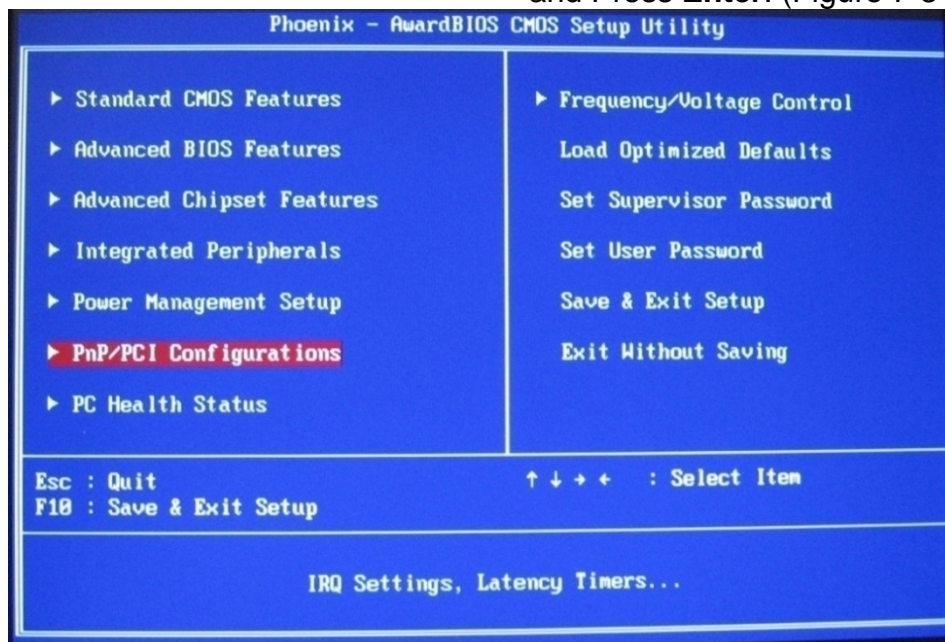 and Press Enter. (Figure
Phoenix - AwardBIOS CMOS Setup Utility
▶ Standard CMOS Features
▶ Advanced BIOS Features
▶ Advanced Chipset Features
▶ Integrated Peripherals
▶ Power Management Setup
▶ PnP/PCI Configurations
▶ PC Health Status
▶ Frequency/Voltage Control
Load Optimized Defaults
Set Supervisor Password
Set User Password
Save & Exit Setup
Exit Without Saving
Esc : Quit
F10 : Save & Exit Setup
↑ ↓ → ← : Select Item
IRQ Settings, Latency Timers...